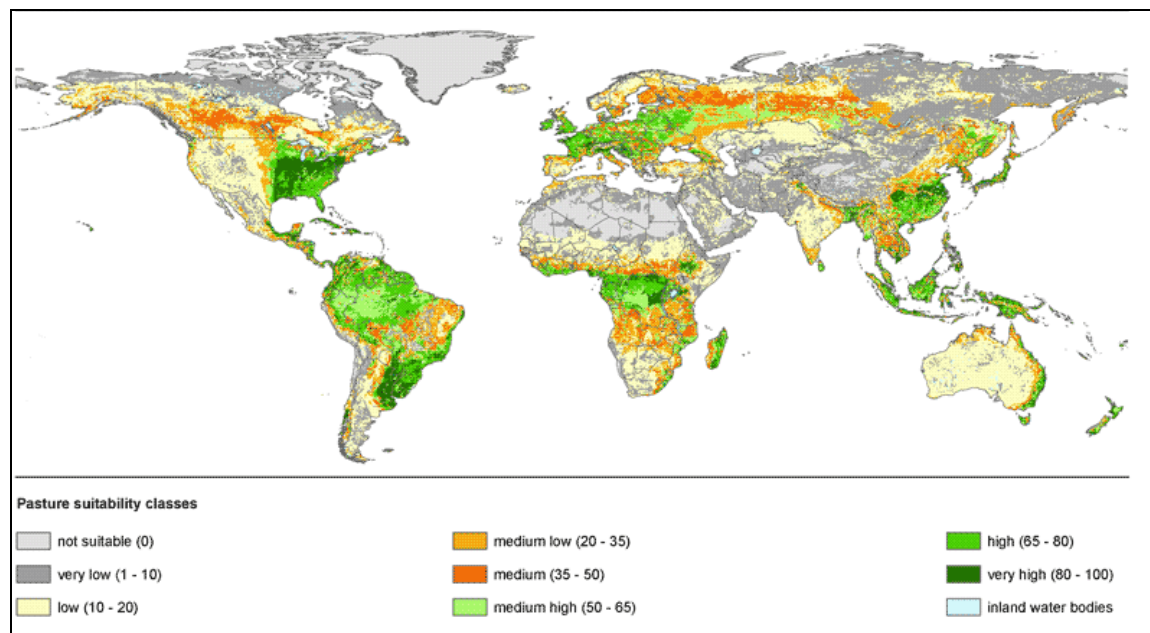 Pasture suitability classes
not suitable (0)
medium low (20 - 35)
high (65 - 80)
very low (1 - 10)
medium (35 - 50)
very high (80 - 100)
low (10 - 20)
medium high (50 - 65)
inland water bodies